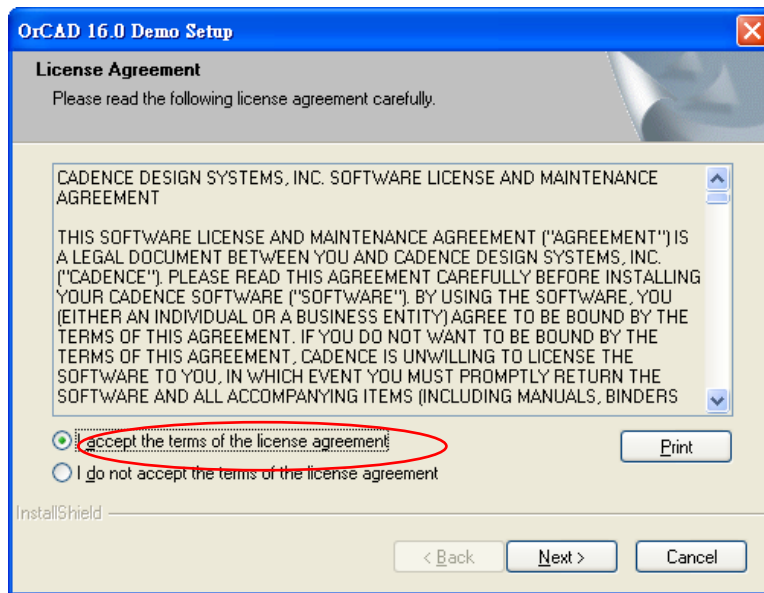 OrCAD 16.0 Demo Setup
License Agreement
Please read the following license agreement carefully.
CADENCE DESIGN SYSTEMS, INC. SOFTWARE LICENSE AND MAINTENANCE
AGREEMENT
THIS SOFTWARE LICENSE AND MAINTENANCE AGREEMENT ("AGREEMENT") IS
A LEGAL DOCUMENT BETWEEN YOU AND CADENCE DESIGN SYSTEMS, INC.
("CADENCE"). PLEASE READ THIS AGREEMENT CAREFULLY BEFORE INSTALLING
YOUR CADENCE SOFTWARE ("SOFTWARE"). BY USING THE SOFTWARE, YOU
(EITHER AN INDIVIDUAL OR A BUSINESS ENTITY) AGREE TO BE BOUND BY THE
TERMS OF THIS AGREEMENT. IF YOU DO NOT WANT TO BE BOUND BY THE
TERMS OF THIS AGREEMENT, CADENCE IS UNWILLING TO LICENSE THE
SOFTWARE TO YOU, IN WHICH EVENT YOU MUST PROMPTLY RETURN THE
SOFTWARE AND ALL ACCOMPANYING ITEMS (INCLUDING MANUALS, BINDERS
I accept the terms of the license agreement
Print
I do not accept the terms of the license agreement
InstallShield
< Back
Next >
Cancel